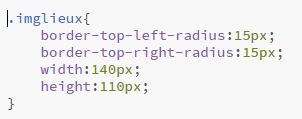 .imglieux{
    border-top-left-radius:15px;
    border-top-right-radius:15px;
    width:140px;
    height:110px;
}